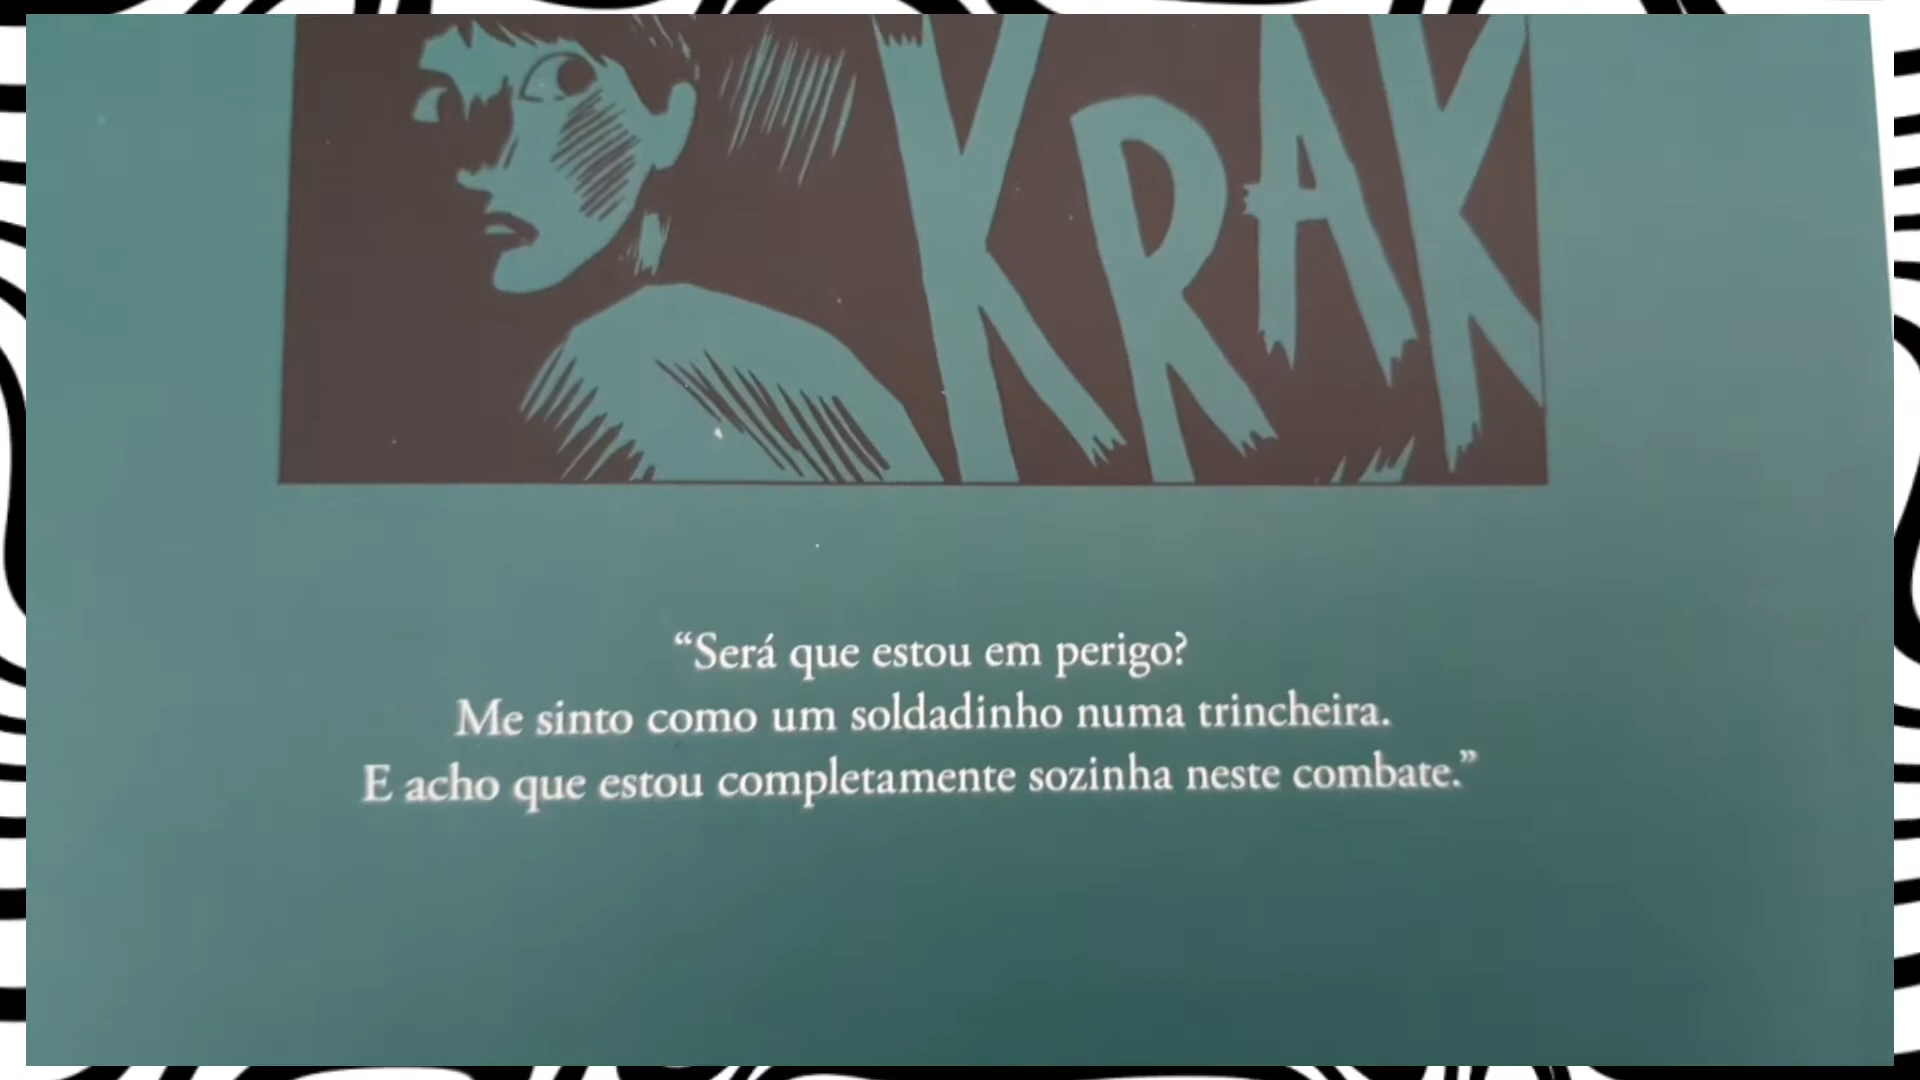 KRAK
“Será que estou em perigo?
Me sinto como um soldadinho numa trincheira.
E acho que estou completamente sozinha neste combate.”